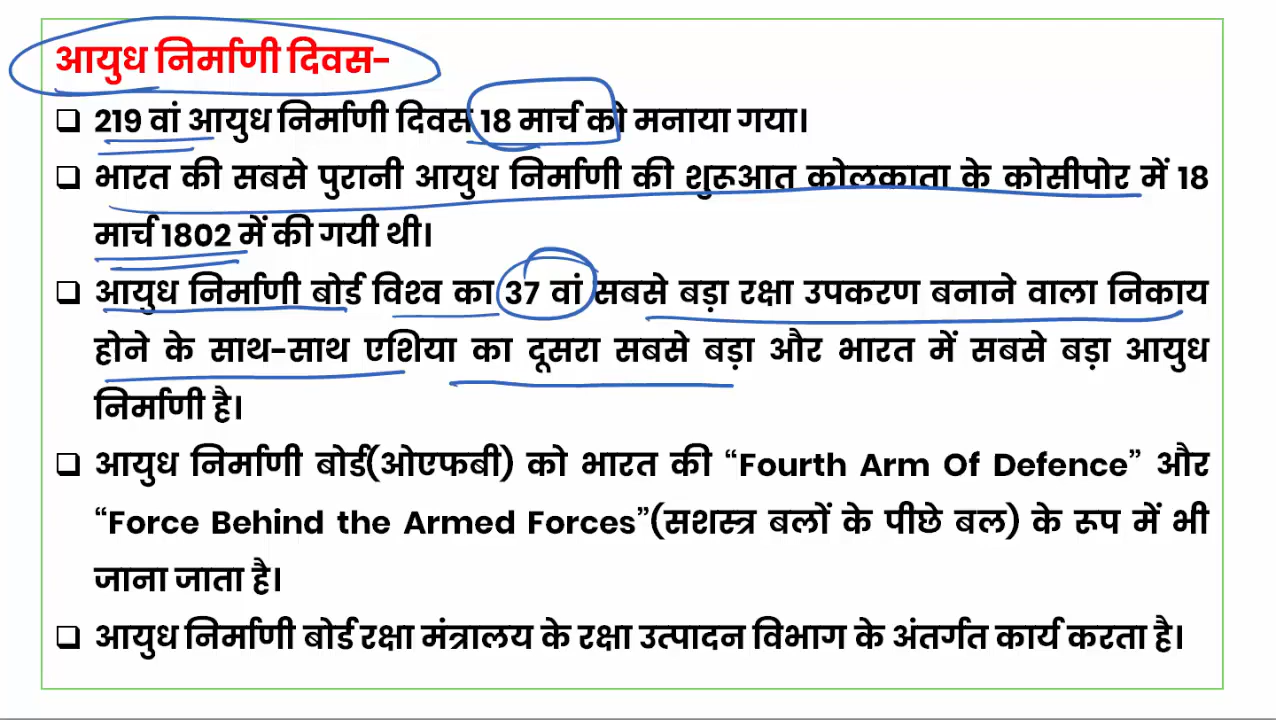 आयुध निर्माणी दिवस-
219 वां आयुध निर्माणी दिवस 18 मार्च को मनाया गया।
भारत की सबसे पुरानी आयुध निर्माणी की शुरूआत कोलकाता के कोसीपोर में 18
मार्च 1802 में की गयी थी।
आयुध निर्माणी बोर्ड विश्व का 37 वां सबसे बड़ा रक्षा उपकरण बनाने वाला निकाय
होने के साथ-साथ एशिया का दूसरा सबसे बड़ा और भारत में सबसे बड़ा आयुध
निर्माणी है।
आयुध निर्माणी बोर्ड(ओएफबी) को भारत की “Fourth Arm Of Defence” और
“Force Behind the Armed Forces”(सशस्त्र बलों के पीछे बल) के रूप में भी
जाना जाता है।
आयुध निर्माणी बोर्ड रक्षा मंत्रालय के रक्षा उत्पादन विभाग के अंतर्गत कार्य करता है।